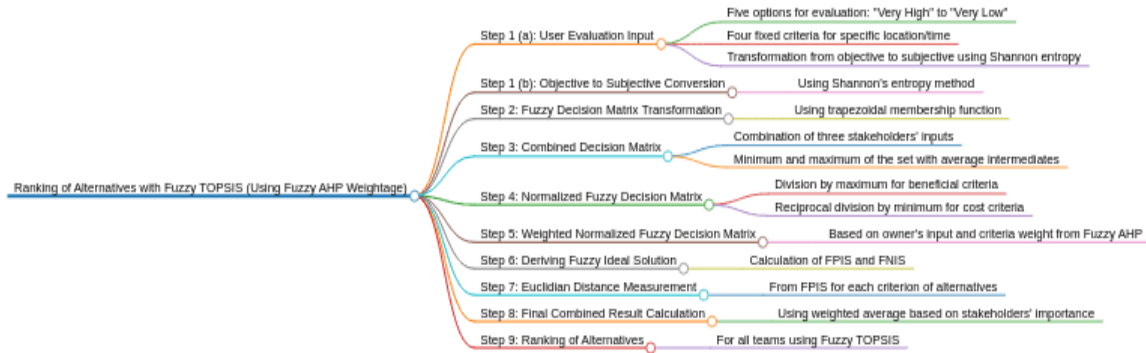 Ranking of Alternatives with Fuzzy TOPSIS (Using Fuzzy AHP Weightage)
Step 1 (a): User Evaluation Input
Five options for evaluation: "Very High" to "Very Low"
Four fixed criteria for specific location/time
Transformation from objective to subjective using Shannon entropy
Step 1 (b): Objective to Subjective Conversion
Using Shannon's entropy method
Step 2: Fuzzy Decision Matrix Transformation
Using trapezoidal membership function
Step 3: Combined Decision Matrix
Combination of three stakeholders' inputs
Minimum and maximum of the set with average intermediates
Step 4: Normalized Fuzzy Decision Matrix
Division by maximum for beneficial criteria
Reciprocal division by minimum for cost criteria
Step 5: Weighted Normalized Fuzzy Decision Matrix
Based on owner's input and criteria weight from Fuzzy AHP
Step 6: Deriving Fuzzy Ideal Solution
Calculation of FPIS and FNIS
Step 7: Euclidian Distance Measurement
From FPIS for each criterion of alternatives
Step 8: Final Combined Result Calculation
Using weighted average based on stakeholders' importance
Step 9: Ranking of Alternatives
For all teams using Fuzzy TOPSIS